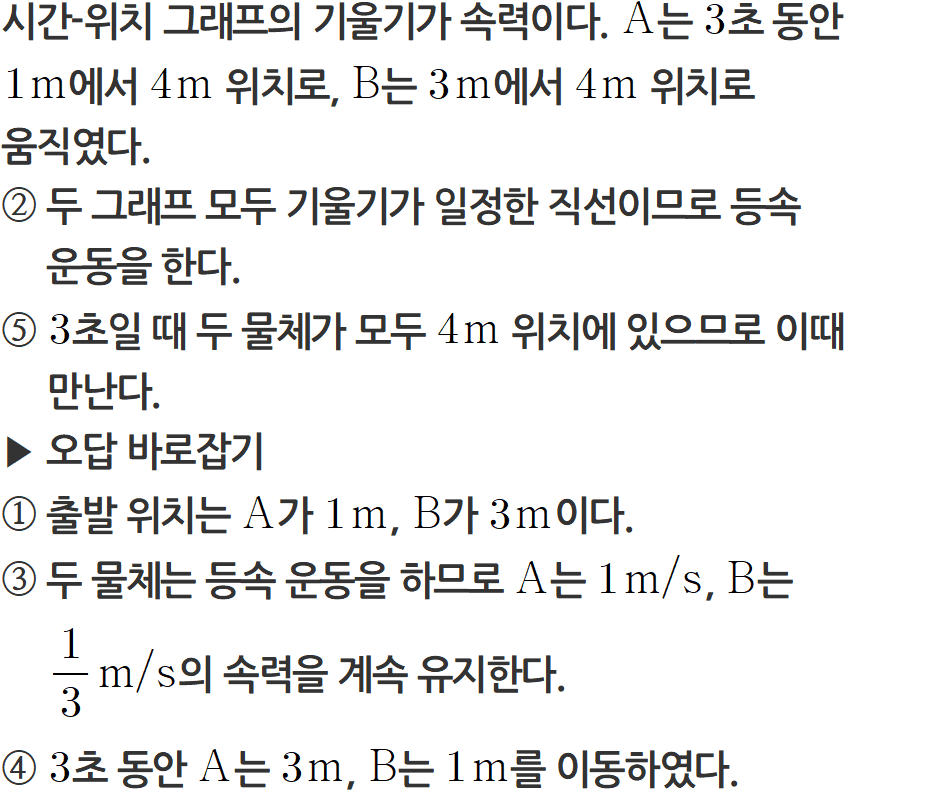 시간-위치 그래프의 기울기가 속력이다. A는 3초 동안
1m에서 4m 위치로, B는 3m에서 4m 위치로
움직였다.
② 두 그래프 모두 기울기가 일정한 직선이므로 등속
운동을 한다.
⑤ 3초일 때 두 물체가 모두 4m 위치에 있으므로 이때
만난다.
▶ 오답 바로잡기
① 출발 위치는 A가 1m, B가 3m이다.
③ 두 물체는 등속 운동을 하므로 A는 1m/s, B는
1/3 m/s의 속력을 계속 유지한다.
④ 3초 동안 A는 3m, B는 1m를 이동하였다.